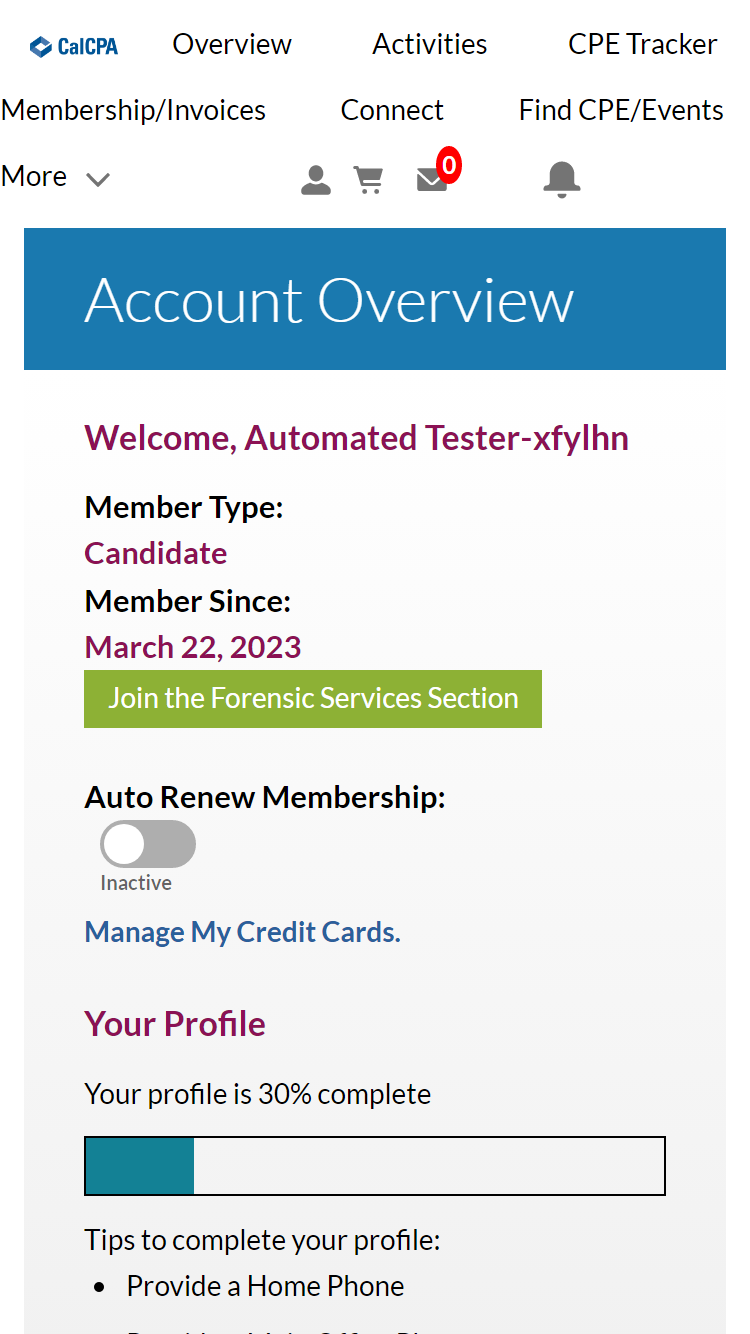 CalCPA Overview Activities CPE Tracker
Membership/Invoices Connect Find CPE/Events
More 0
Account Overview
Welcome, Automated Tester-xfylhn
Member Type:
Candidate
Member Since:
March 22, 2023
Join the Forensic Services Section
Auto Renew Membership:
Inactive
Manage My Credit Cards.
Your Profile
Your profile is 30% complete
Tips to complete your profile:
Provide a Home Phone